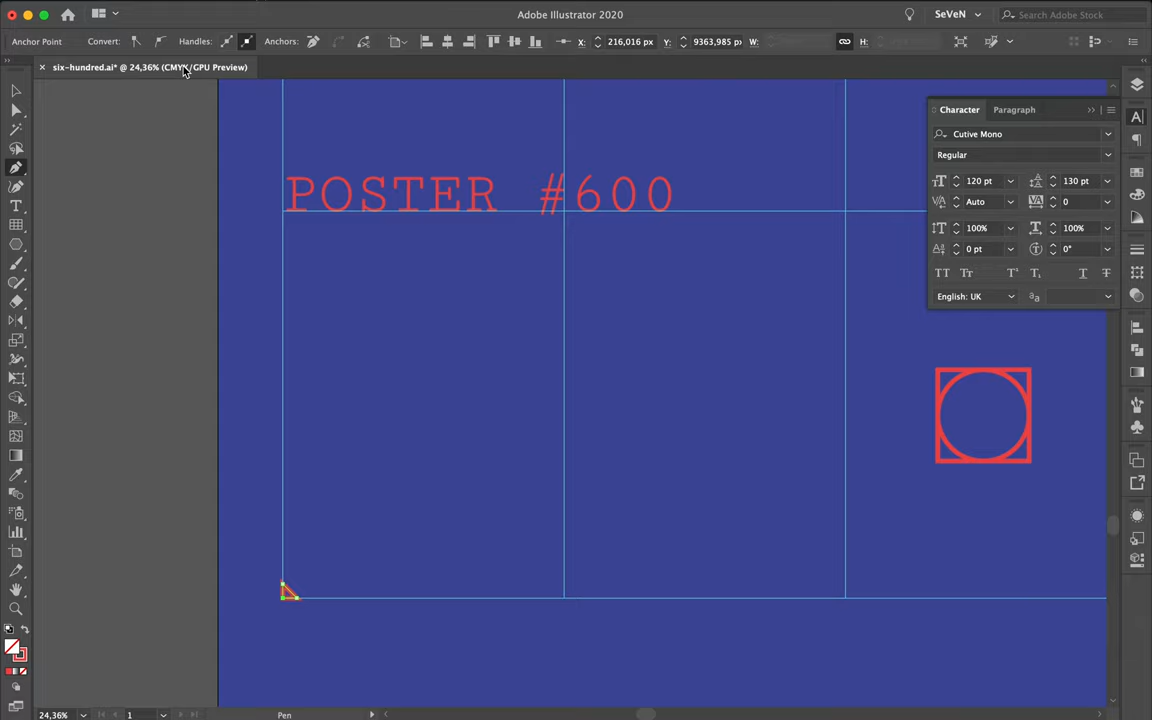 Adobe Illustrator 2020
SeVeN
Search Adobe Stock
Anchor Point
Convert:
Handles:
Anchors:
X: 216,016 px
Y: 9363,985 px
W:
H:
six-hundred.ai* @ 24,36% (CMYK/GPU Preview)
Character
Paragraph
Cutive Mono
Regular
120 pt
130 pt
Auto
0
100%
100%
0 pt
0°
English: UK
POSTER #600
24,36%
1
Pen